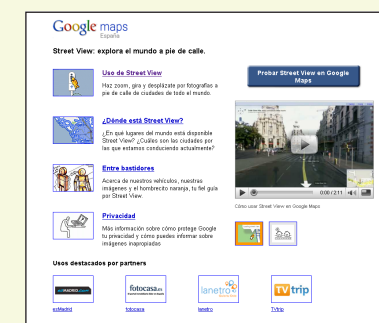 Google maps
España
Street View: explora el mundo a pie de calle.
Uso de Street View
Haz zoom, gira y desplázate por fotografías a
pie de calle de ciudades de todo el mundo.
Probar Street View en Google
Maps
¿Dónde está Street View?
¿En qué lugares del mundo está disponible
Street View? ¿Cuáles son las ciudades por
las que estamos conduciendo actualmente?
Entre bastidores
Acerca de nuestros vehículos, nuestras
imágenes y el hombrecito naranja, tu fiel guía
por Street View.
0:00 / 2:11
Cómo usar Street View en Google Maps
Privacidad
Más información sobre cómo protege Google
tu privacidad y cómo puedes informar sobre
imágenes inapropiadas
Usos destacados por partners
esMADRID.com
fotocasa.es
lanetro
TVtrip
esMadrid
fotocasa
lanetro
TVtrip